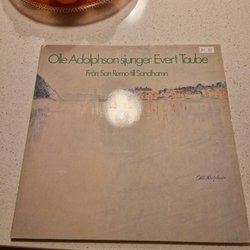 Olle Adolphson sjunger Evert Taube
Från San Remo till Sandhamn